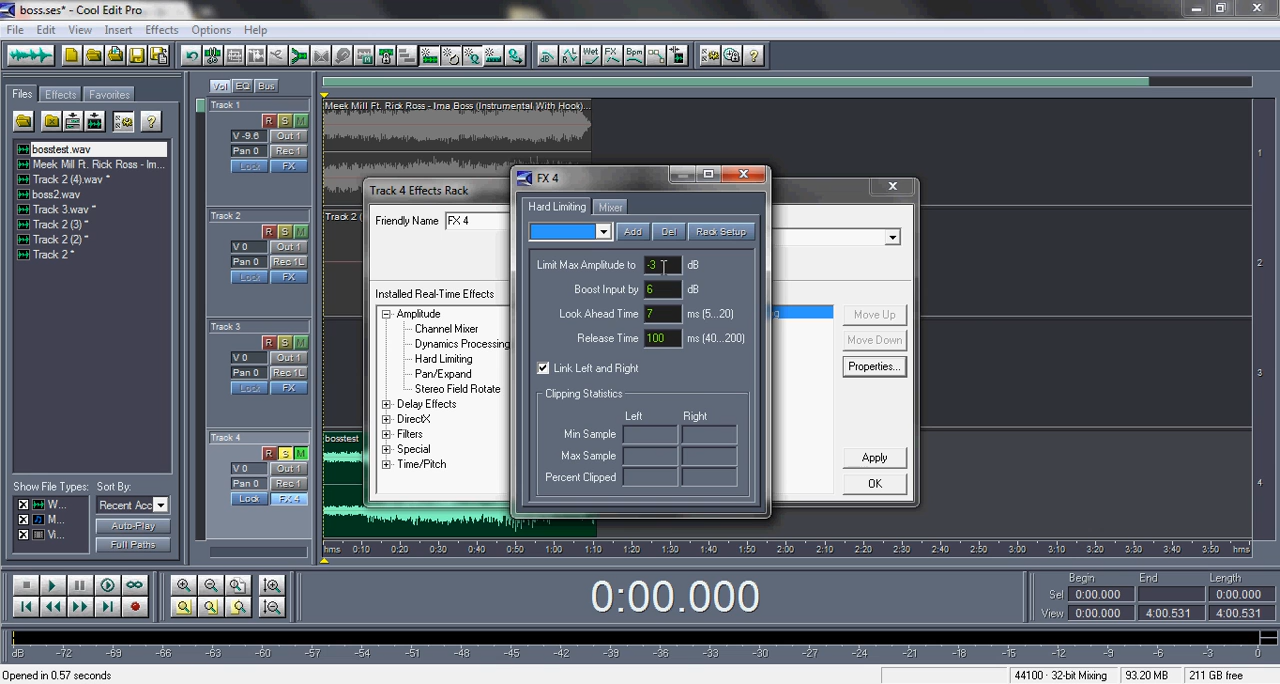 boss.ses* - Cool Edit Pro
File Edit View Insert Effects Options Help
Wet FX Bpm
Files Effects Favorites
bosstest.wav
Meek Mill Ft. Rick Ross - Im...
Track 2 (4).wav *
boss2.wav
Track 3.wav *
Track 2 (3) *
Track 2 (2) *
Track 2 *
Show File Types: Sort By:
W... Recent Acc
M... Auto-Play
Vi... Full Paths
Vol EQ Bus
Track 1
R S M
V -9.6 Out 1
Pan 0 Rec 1
Lock FX
Track 2
R S M
V 0 Out 1
Pan 0 Rec 1L
Lock FX
Track 3
R S M
V 0 Out 1
Pan 0 Rec 1L
Lock FX
Track 4
R S M
V 0 Out 1
Pan 0 Rec 1
Lock FX 4
Meek Mill Ft. Rick Ross - Ima Boss (Instrumental With Hook)...
Track 2 (
bosstest
Track 4 Effects Rack
Friendly Name FX 4
Installed Real-Time Effects
Amplitude
Channel Mixer
Dynamics Processing
Hard Limiting
Pan/Expand
Stereo Field Rotate
Delay Effects
DirectX
Filters
Special
Time/Pitch
Move Up
Move Down
Properties...
Apply
OK
FX 4
Hard Limiting Mixer
Add Del Rack Setup
Limit Max Amplitude to -3 dB
Boost Input by 6 dB
Look Ahead Time 7 ms (5...20)
Release Time 100 ms (40...200)
Link Left and Right
Clipping Statistics
Left Right
Min Sample
Max Sample
Percent Clipped
1
2
3
4
hms 0:10 0:20 0:30 0:40 0:50 1:00 1:10 1:20 1:30 1:40 1:50 2:00 2:10 2:20 2:30 2:40 2:50 3:00 3:10 3:20 3:30 3:40 3:50 hms
0:00.000
Begin End Length
Sel 0:00.000 0:00.000
View 0:00.000 4:00.531 4:00.531
dB -72 -69 -66 -63 -60 -57 -54 -51 -48 -45 -42 -39 -36 -33 -30 -27 -24 -21 -18 -15 -12 -9 -6 -3 0
Opened in 0.57 seconds
44100 · 32-bit Mixing 93.20 MB 211 GB free